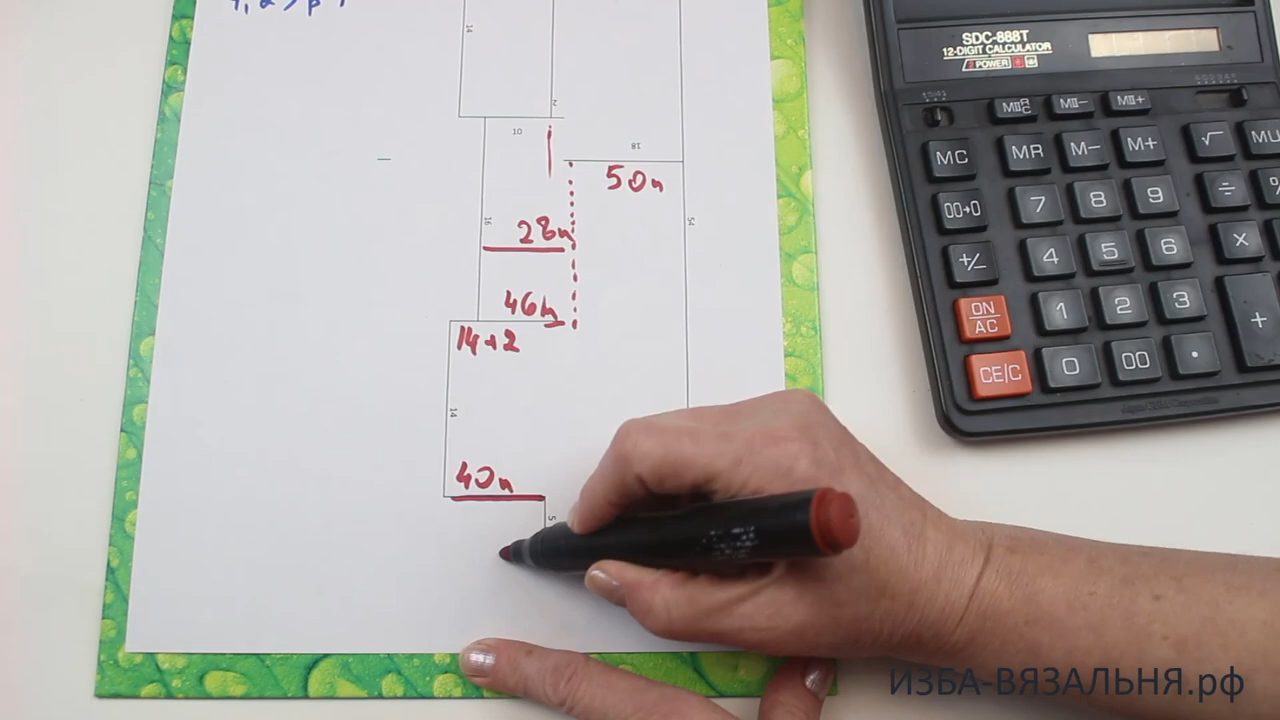 14
2
10
18
50п
16
54
28п
46п
14+2
14
40п
5
SDC-888T
12-DIGIT CALCULATOR
POWER
MC MR M- M+ √ MU
00→0 7 8 9 ÷ %
+/- 4 5 6 X
ON/AC 1 2 3 +
CE/C 0 00 •
ИЗБА-ВЯЗАЛЬНЯ.рф